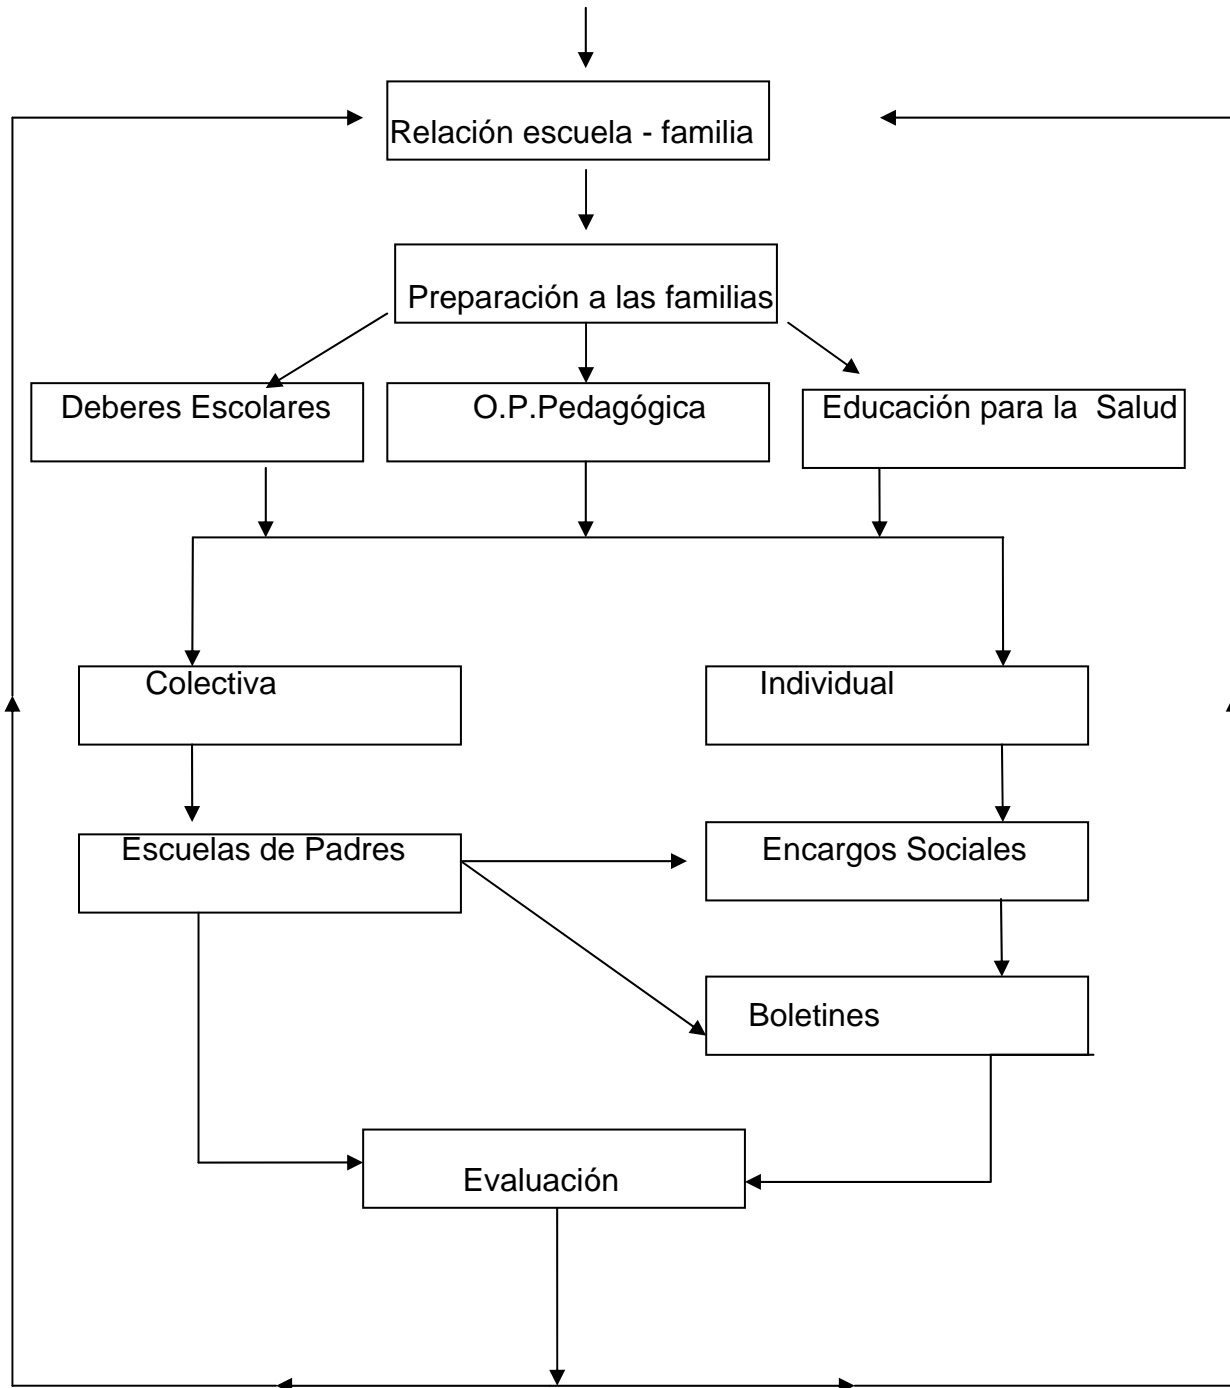 Relación escuela - familia
Preparación a las familias
Deberes Escolares
O.P.Pedagógica
Educación para la Salud
Colectiva
Individual
Escuelas de Padres
Encargos Sociales
Boletines
Evaluación